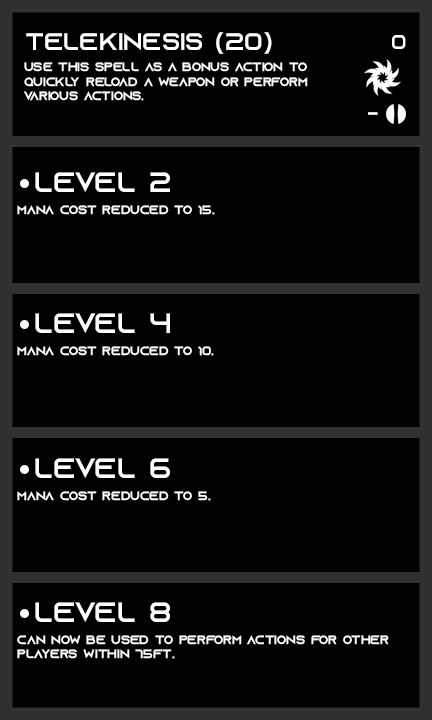 TELEKINESIS (20) 0
USE THIS SPELL AS A BONUS ACTION TO
QUICKLY RELOAD A WEAPON OR PERFORM
VARIOUS ACTIONS.
-
•LEVEL 2
MANA COST REDUCED TO 15.
•LEVEL 4
MANA COST REDUCED TO 10.
•LEVEL 6
MANA COST REDUCED TO 5.
•LEVEL 8
CAN NOW BE USED TO PERFORM ACTIONS FOR OTHER
PLAYERS WITHIN 75FT.